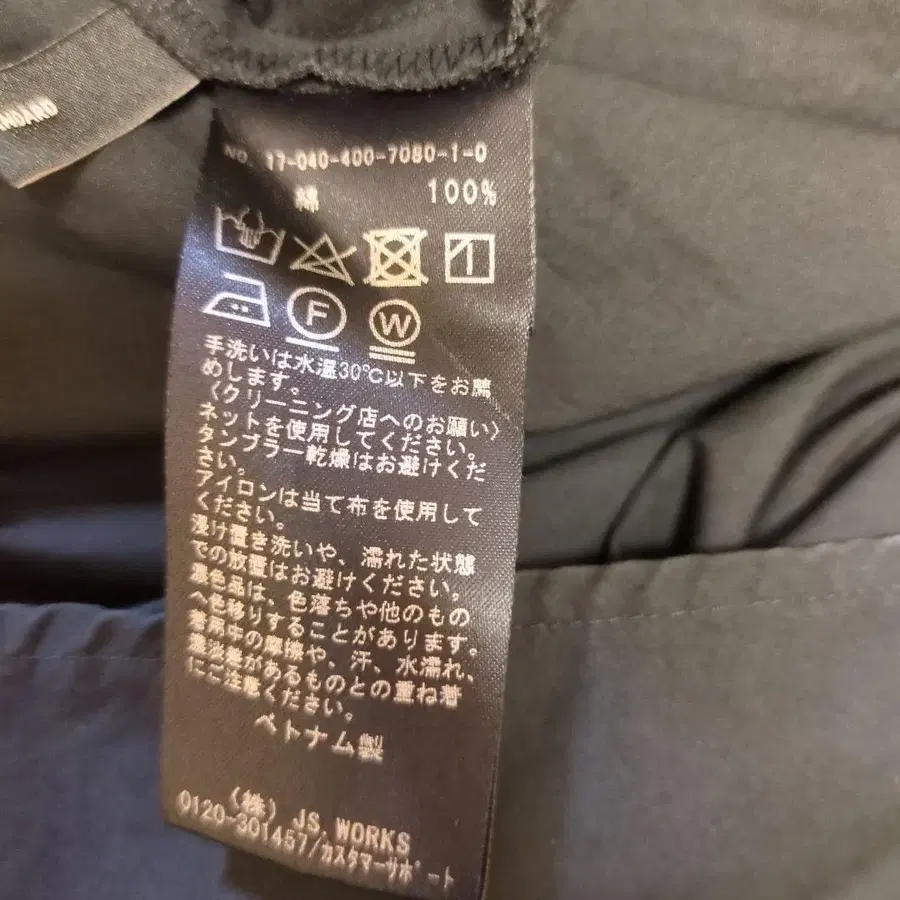 NDARD
NO. 17-040-400-7080-1-0
綿 100%
F W
手洗いは水温30℃以下をお薦
めします。
〈クリーニング店へのお願い〉
ネットを使用してください。
タンブラー乾燥はお避けくだ
さい。
アイロンは当て布を使用して
ください。
浸け置き洗いや、濡れた状態
での放置はお避けください。
濃色品は、色落ちや他のもの
へ色移りすることがあります。
着用中の摩擦や、汗、水濡れ、
濃淡差があるものとの重ね着
にご注意ください。
ベトナム製
(株) JS.WORKS
0120-301457/カスタマーサポート